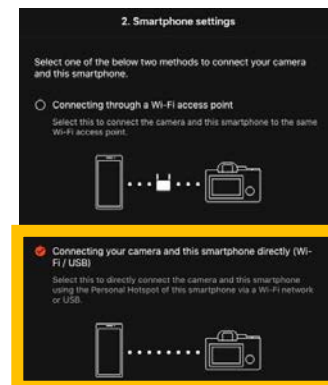 2. Smartphone settings
Select one of the below two methods to connect your camera
and this smartphone.
Connecting through a Wi-Fi access point
Select this to connect the camera and this smartphone to the same
Wi-Fi access point.
Connecting your camera and this smartphone directly (Wi-
Fi / USB)
Select this to directly connect the camera and this smartphone
using the Personal Hotspot of this smartphone via a Wi-Fi network
or USB.